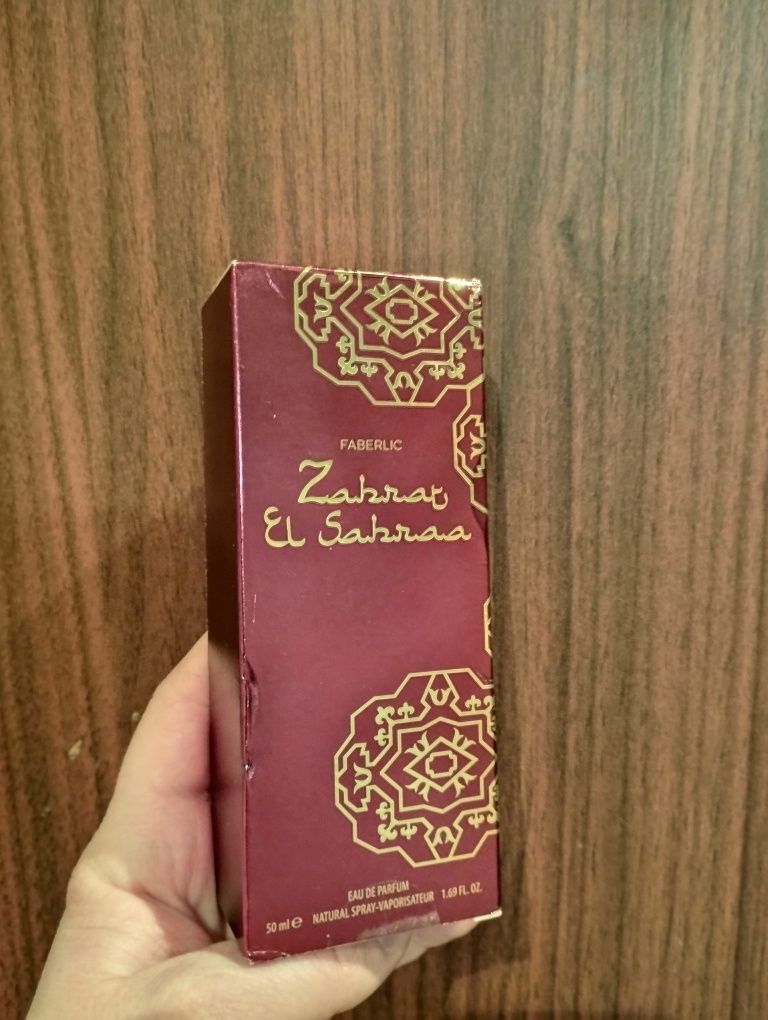 FABERLIC
Zahrat
El Sahraa
EAU DE PARFUM
50 ml ℮ NATURAL SPRAY-VAPORISATEUR 1.69 FL. OZ.